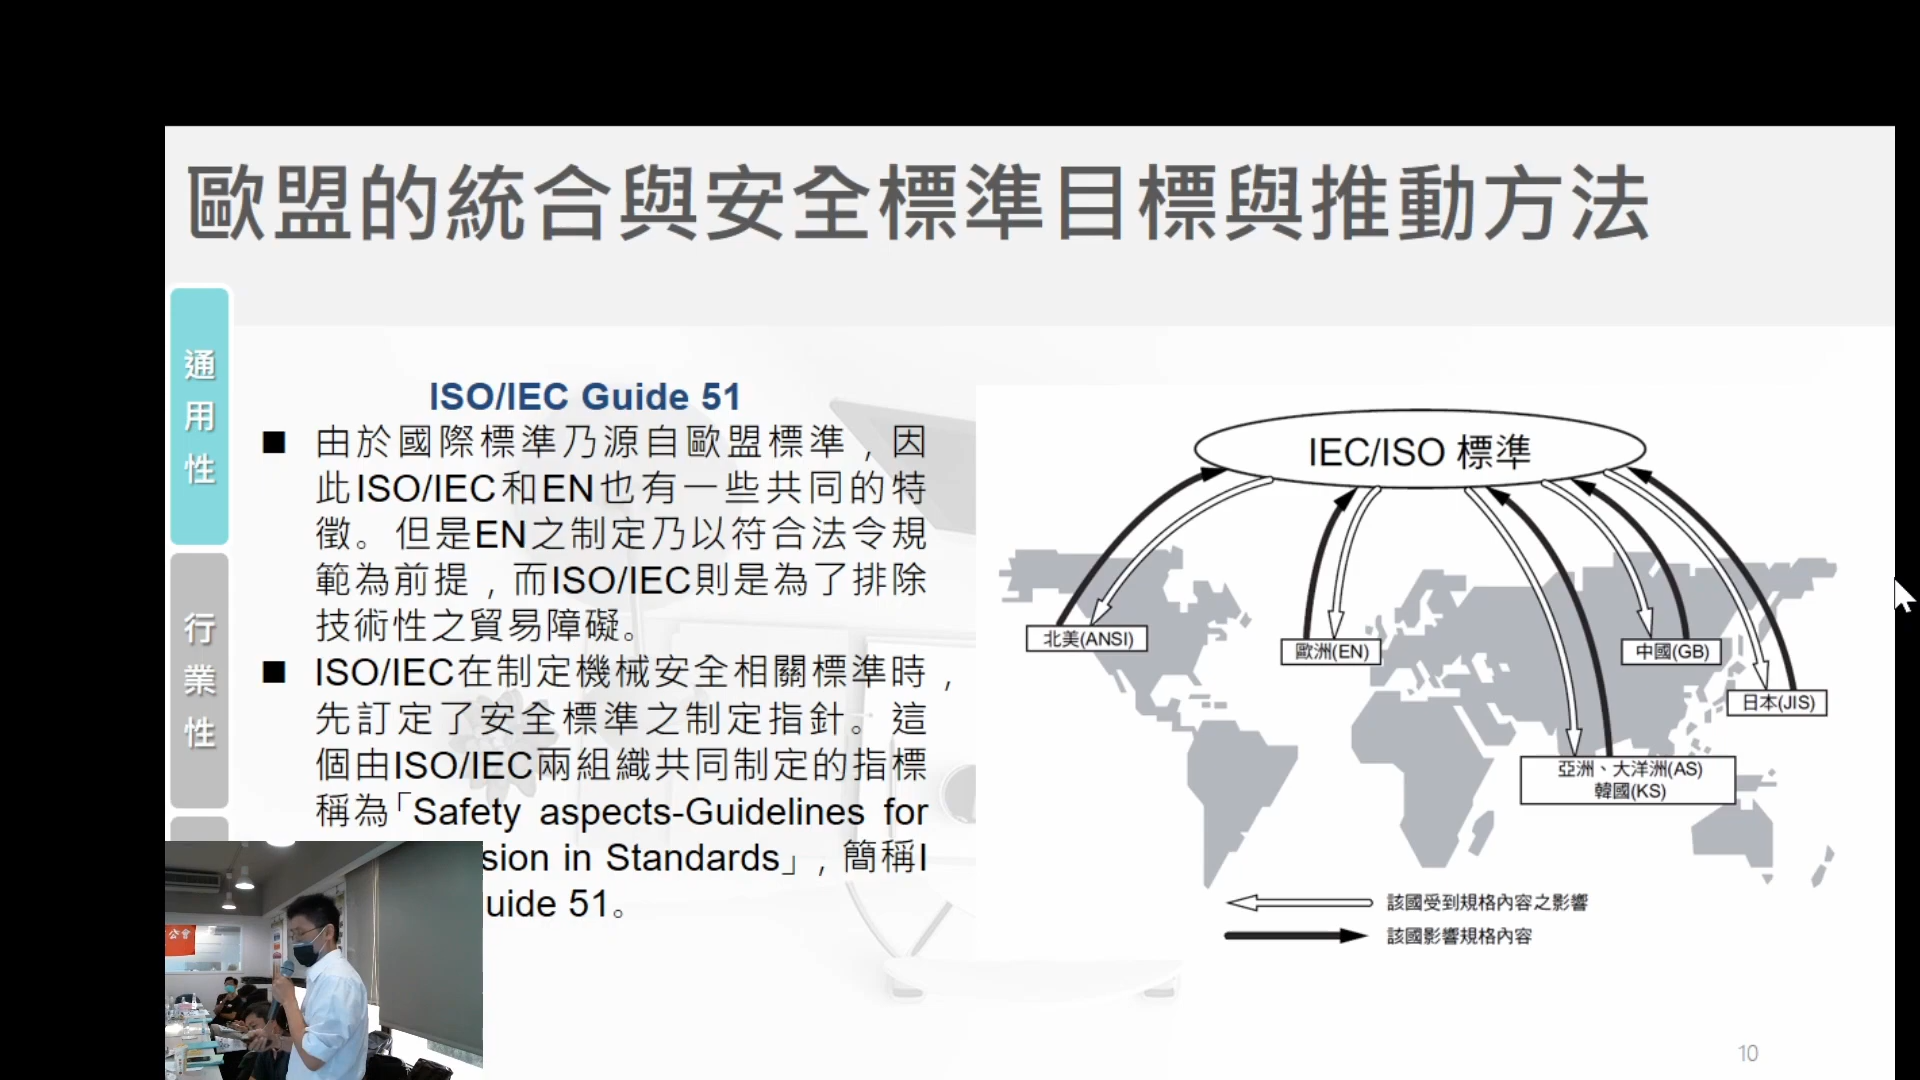 歐盟的統合與安全標準目標與推動方法
通用性
行業性
ISO/IEC Guide 51
■ 由於國際標準乃源自歐盟標準，因
此ISO/IEC和EN也有一些共同的特
徵。但是EN之制定乃以符合法令規
範為前提，而ISO/IEC則是為了排除
技術性之貿易障礙。
■ ISO/IEC在制定機械安全相關標準時，
先訂定了安全標準之制定指針。這
個由ISO/IEC兩組織共同制定的指標
稱為「Safety aspects-Guidelines for
sion in Standards」，簡稱I
uide 51。
IEC/ISO 標準
北美(ANSI)
歐洲(EN)
中國(GB)
日本(JIS)
亞洲、大洋洲(AS)
韓國(KS)
該國受到規格內容之影響
該國影響規格內容
公會
10